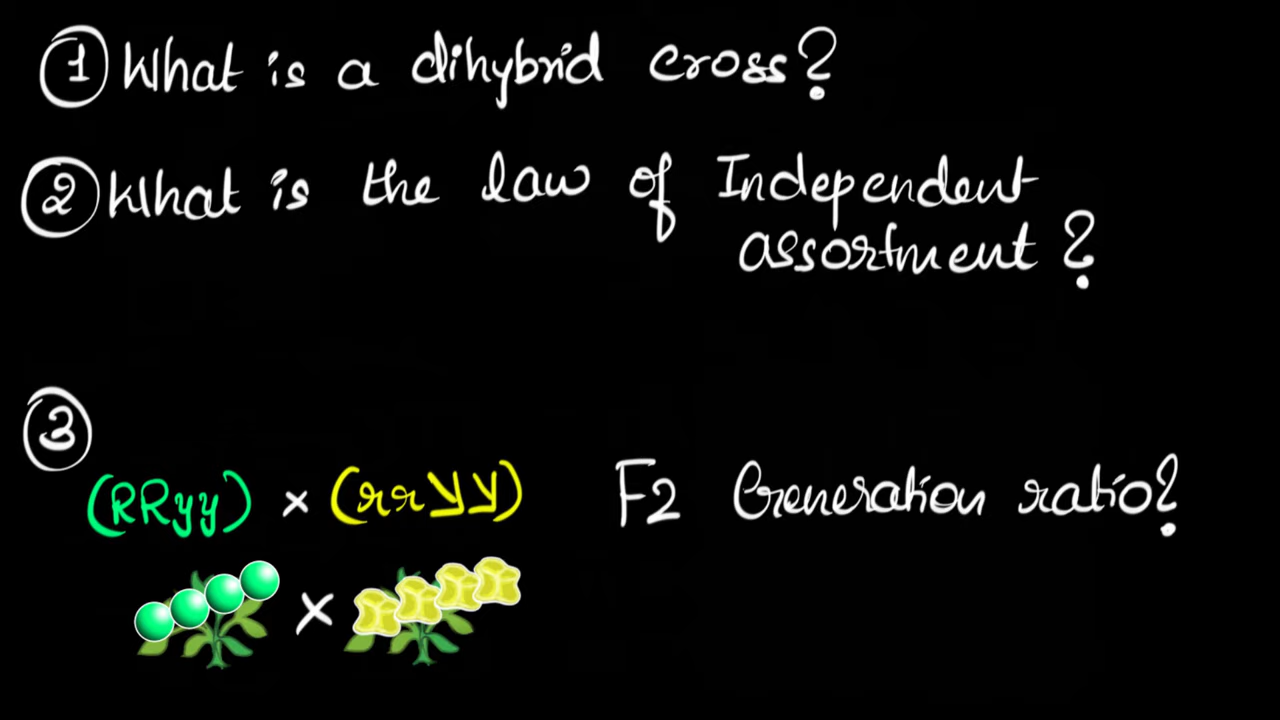 ① What is a dihybrid cross?
② What is the law of Independent
assortment?
③
(RRyy) × (rrYY) F2 Generation ratio?
×